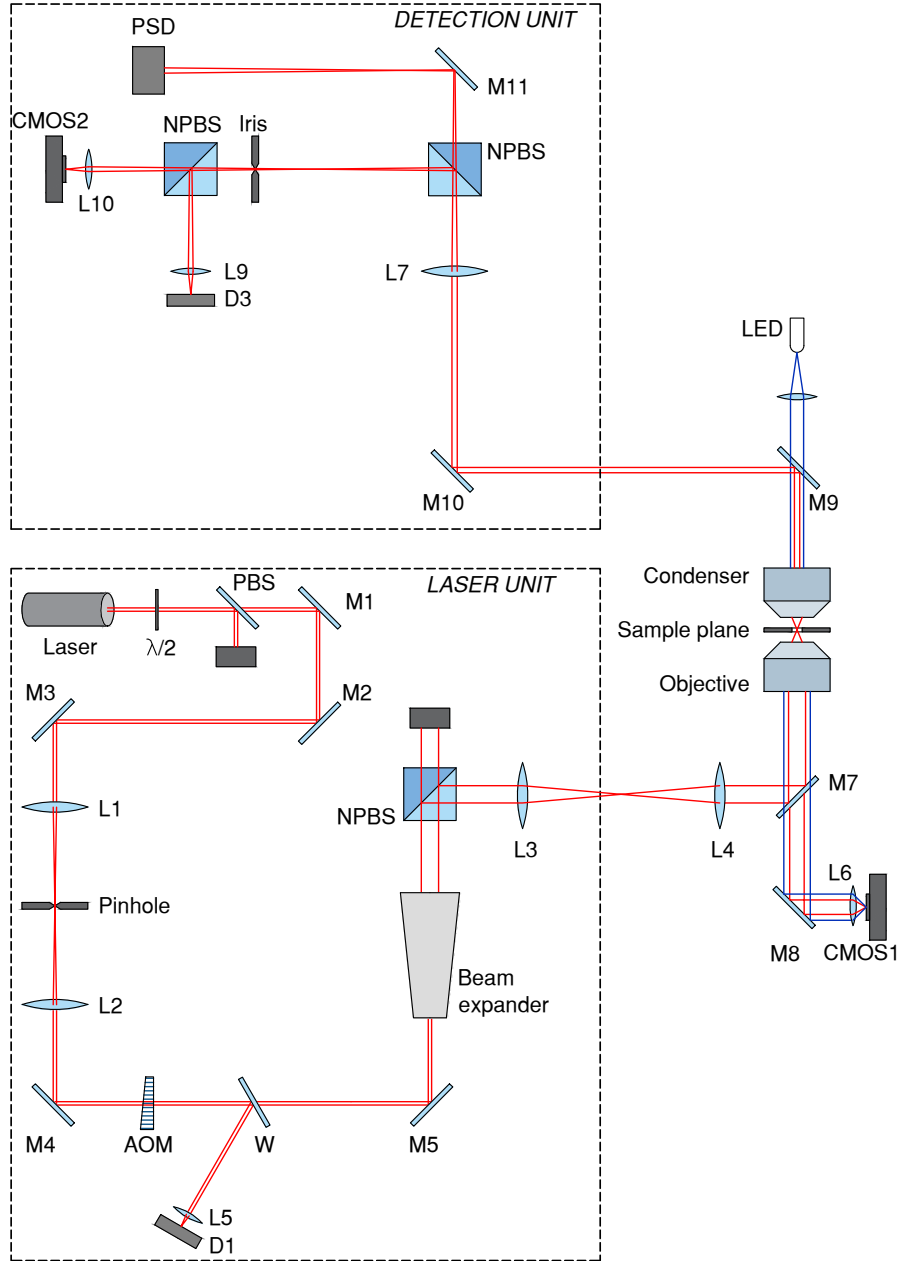 DETECTION UNIT
PSD
M11
CMOS2
NPBS
Iris
NPBS
L10
L9
L7
D3
LED
M10
M9
LASER UNIT
PBS
M1
Condenser
Laser
λ/2
Sample plane
M3
M2
Objective
L1
NPBS
M7
L3
L4
Pinhole
L6
M8
CMOS1
L2
Beam
expander
M4
AOM
W
M5
L5
D1